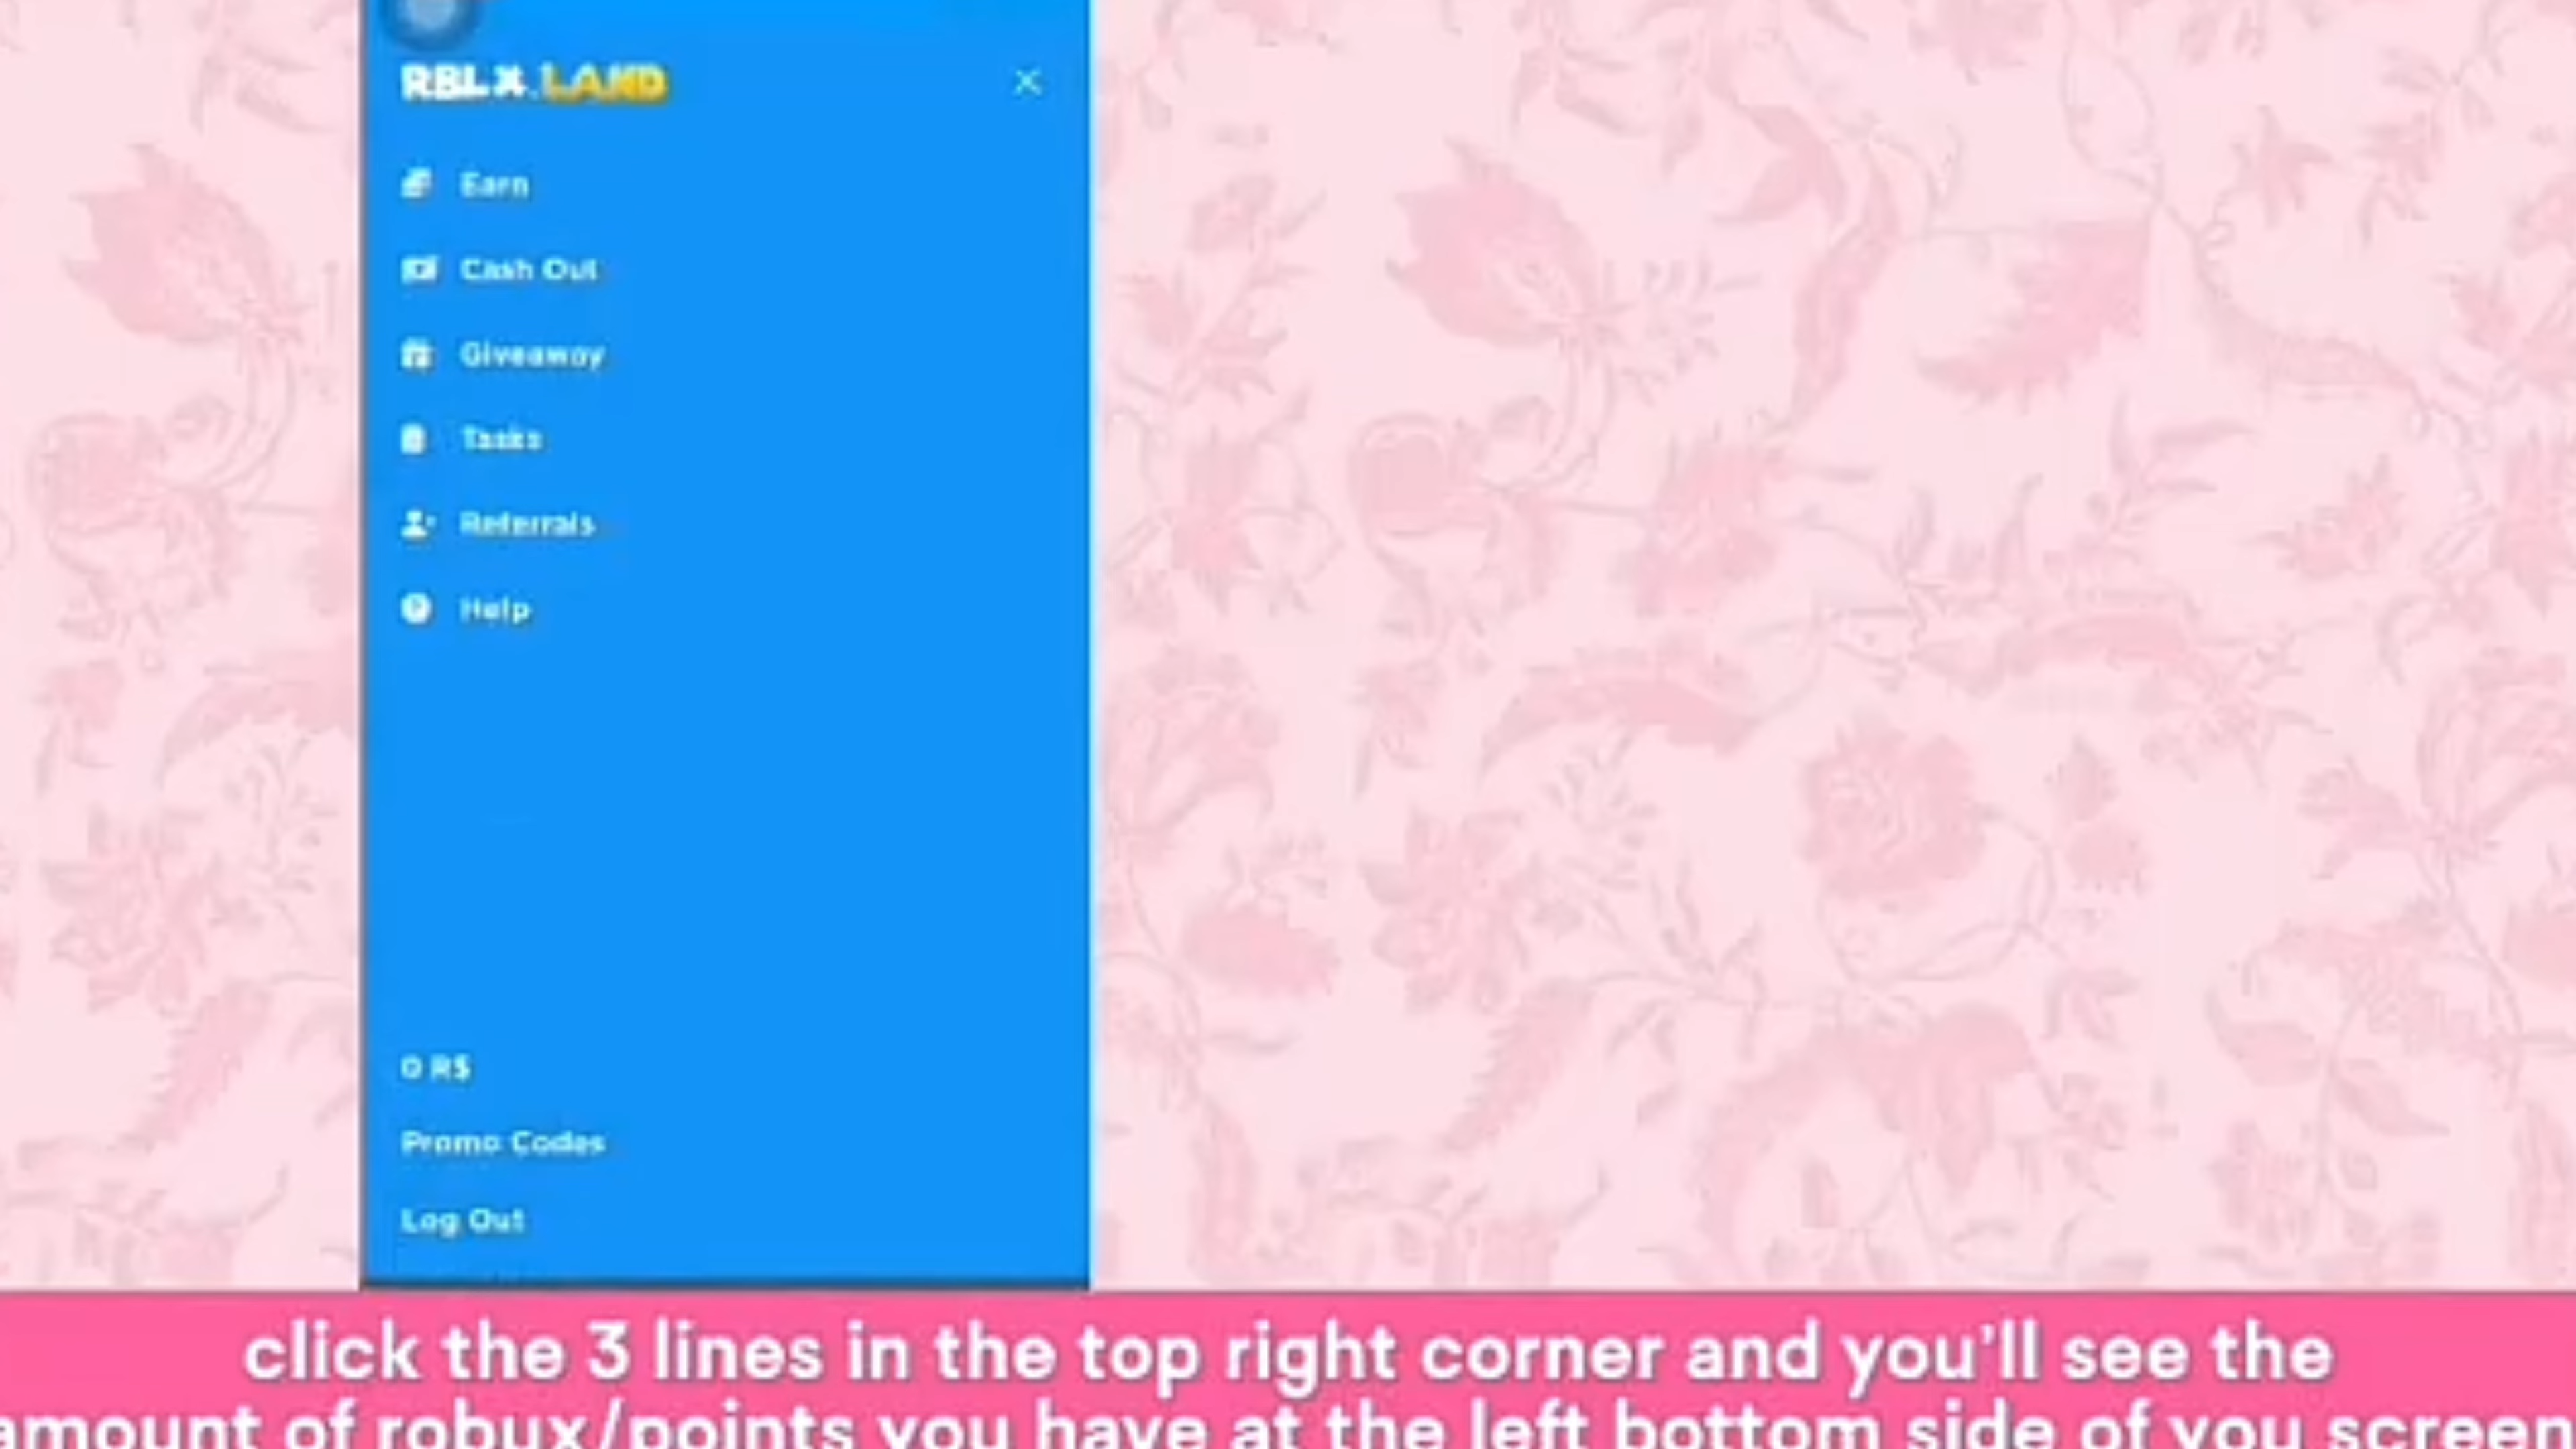 RBLX.LAND
Earn
Cash Out
Giveaway
Tasks
Referrals
Help
0 R$
Promo Codes
Log Out
click the 3 lines in the top right corner and you'll see the
amount of robux/points you have at the left bottom side of you screen